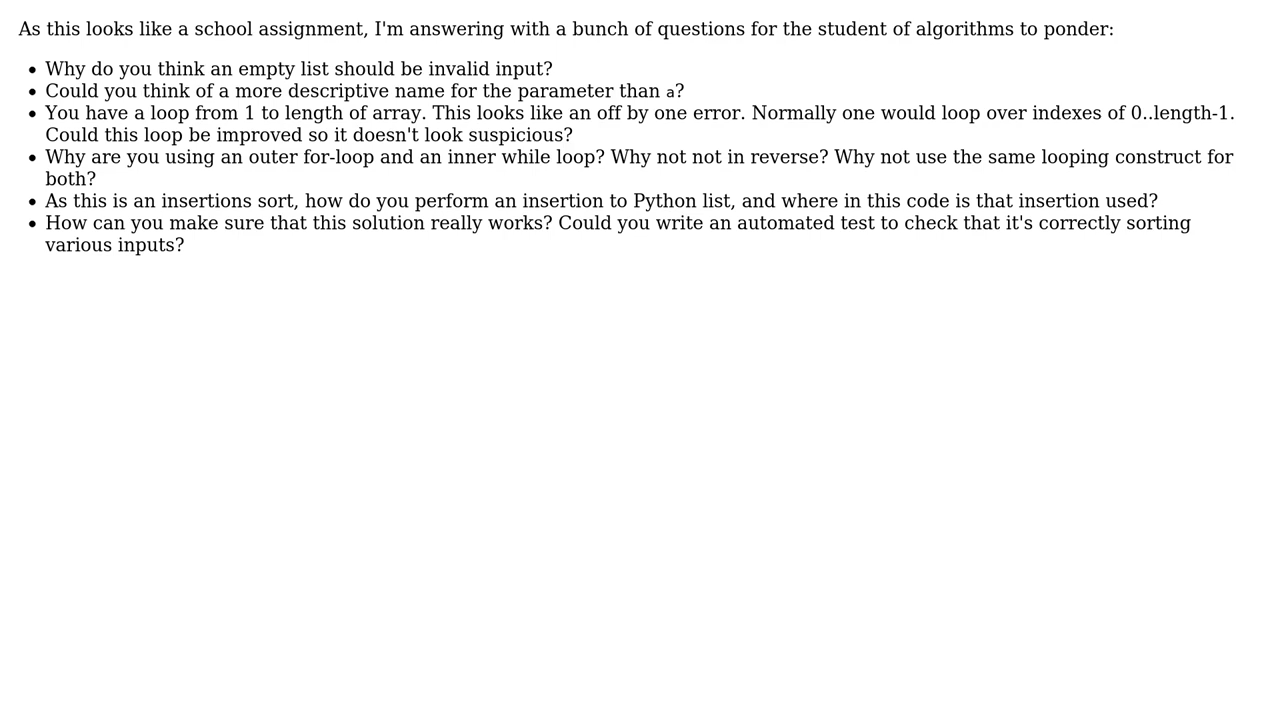 As this looks like a school assignment, I'm answering with a bunch of questions for the student of algorithms to ponder:
• Why do you think an empty list should be invalid input?
• Could you think of a more descriptive name for the parameter than a?
• You have a loop from 1 to length of array. This looks like an off by one error. Normally one would loop over indexes of 0..length-1.
Could this loop be improved so it doesn't look suspicious?
• Why are you using an outer for-loop and an inner while loop? Why not not in reverse? Why not use the same looping construct for
both?
• As this is an insertions sort, how do you perform an insertion to Python list, and where in this code is that insertion used?
• How can you make sure that this solution really works? Could you write an automated test to check that it's correctly sorting
various inputs?